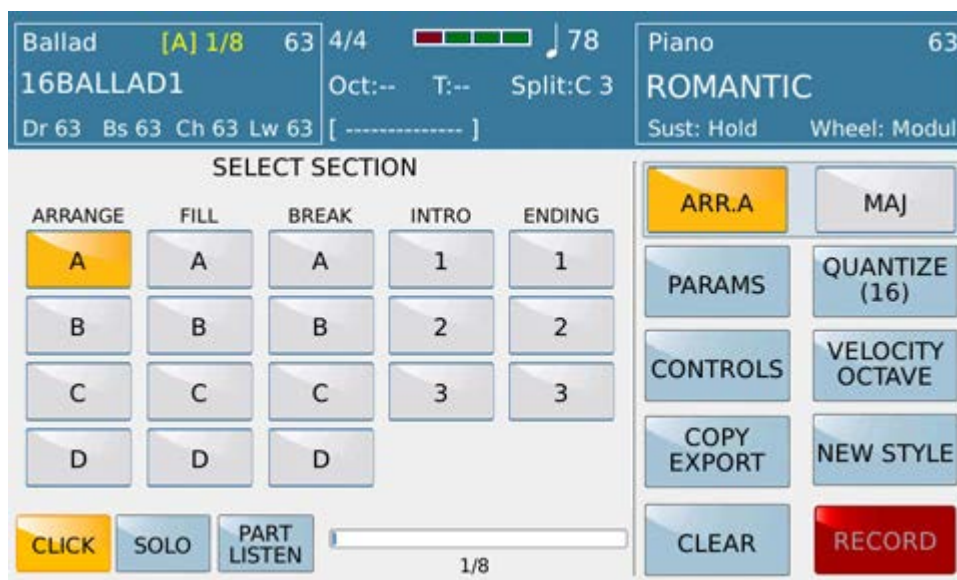 Ballad [A] 1/8 63
16BALLAD1
Dr 63 Bs 63 Ch 63 Lw 63
4/4 78
Oct:-- T:-- Split:C 3
[ -------------- ]
Piano 63
ROMANTIC
Sust: Hold Wheel: Modul
SELECT SECTION
ARRANGE FILL BREAK INTRO ENDING
A A A 1 1
B B B 2 2
C C C 3 3
D D D
CLICK SOLO PART LISTEN
1/8
ARR.A MAJ
PARAMS QUANTIZE (16)
CONTROLS VELOCITY OCTAVE
COPY EXPORT NEW STYLE
CLEAR RECORD